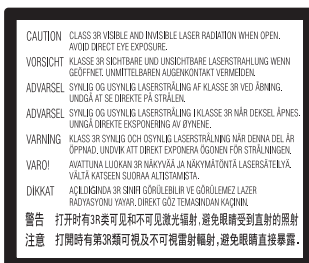 CAUTION CLASS 3R VISIBLE AND INVISIBLE LASER RADIATION WHEN OPEN.
AVOID DIRECT EYE EXPOSURE.
VORSICHT KLASSE 3R SICHTBARE UND UNSICHTBARE LASERSTRAHLUNG WENN
GEÖFFNET. UNMITTELBAREN AUGENKONTAKT VERMEIDEN.
ADVARSEL SYNLIG OG USYNLIG LASERSTRÅLING AF KLASSE 3R VED ÅBNING.
UNDGÅ AT SE DIREKTE PÅ STRÅLEN.
ADVARSEL SYNLIG OG USYNLIG LASERSTRÅLING I KLASSE 3R NÅR DEKSEL ÅPNES.
UNNGÅ DIREKTE EKSPONERING AV ØYNENE.
VARNING KLASS 3R SYNLIG OCH OSYNLIG LASERSTRÅLNING NÄR DENNA DEL ÄR
ÖPPNAD. UNDVIK ATT DIREKT EXPONERA ÖGONEN FÖR STRÅLNINGEN.
VARO! AVATTUNA LUOKAN 3R NÄKYVÄÄ JA NÄKYMÄTÖNTÄ LASERSÄTEILYÄ.
VÄLTÄ KATSEEN SUORAA ALTISTAMISTA.
DİKKAT AÇILDIĞINDA 3R SINIFI GÖRÜLEBİLİR VE GÖRÜLEMEZ LAZER
RADYASYONU YAYAR. DİREKT GÖZ TEMASINDAN KAÇININ.
警告 打开时有3R类可见和不可见激光辐射,避免眼睛受到直射的照射
注意 打開時有第3R類可視及不可視雷射輻射,避免眼睛直接暴露。